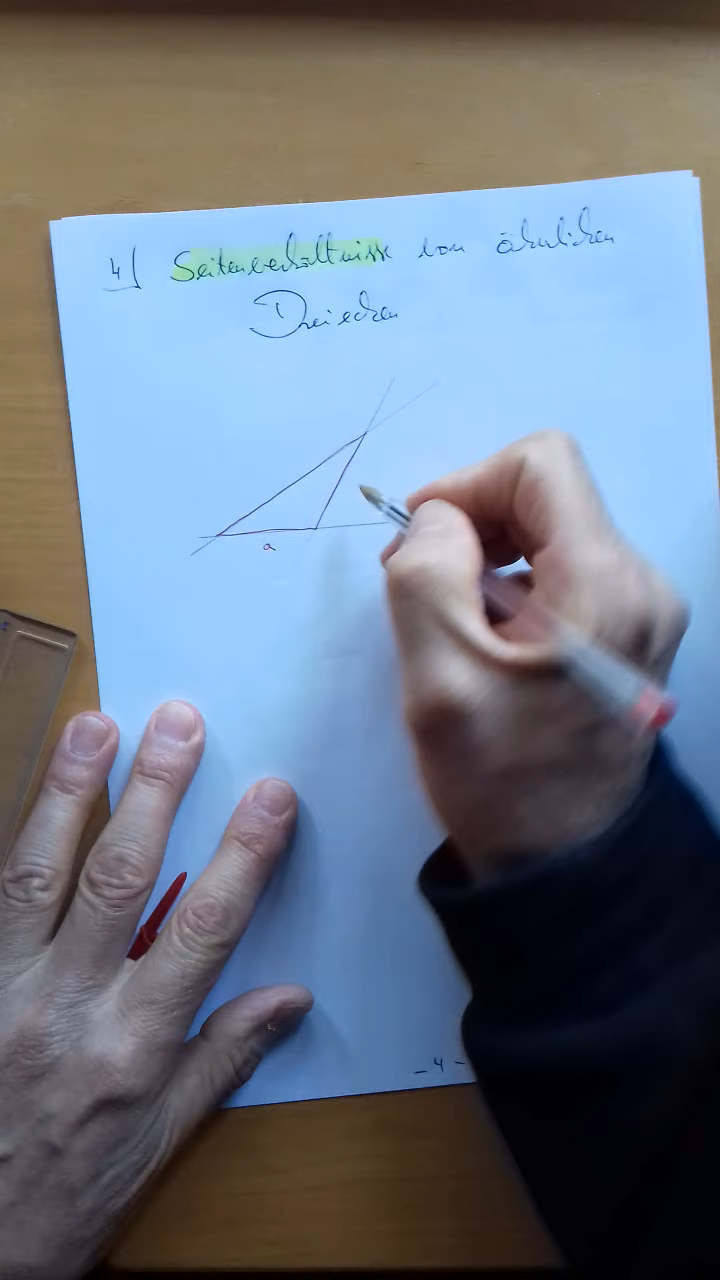 4) Seitenverhältnisse von ähnlichen
Dreiecken
a
- 4 -